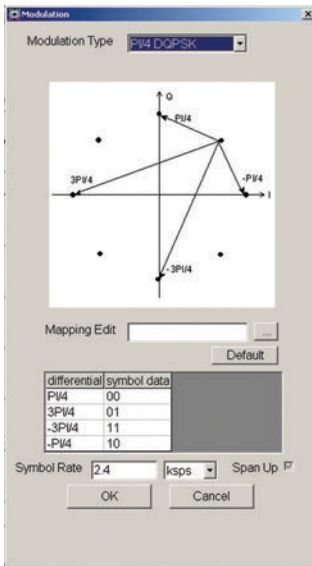 Modulation
Modulation Type PI/4 DQPSK
Q
PI/4
3PI/4
-PI/4
I
-3PI/4
Mapping Edit ...
Default
differential symbol data
PI/4 00
3PI/4 01
-3PI/4 11
-PI/4 10
Symbol Rate 2.4 ksps Span Up
OK Cancel